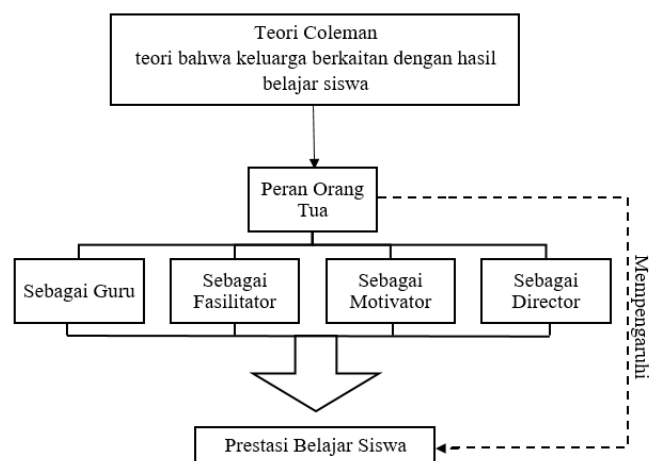 Teori Coleman
teori bahwa keluarga berkaitan dengan hasil
belajar siswa
Peran Orang
Tua
Sebagai Guru
Sebagai
Fasilitator
Sebagai
Motivator
Sebagai
Director
Mempengaruhi
Prestasi Belajar Siswa